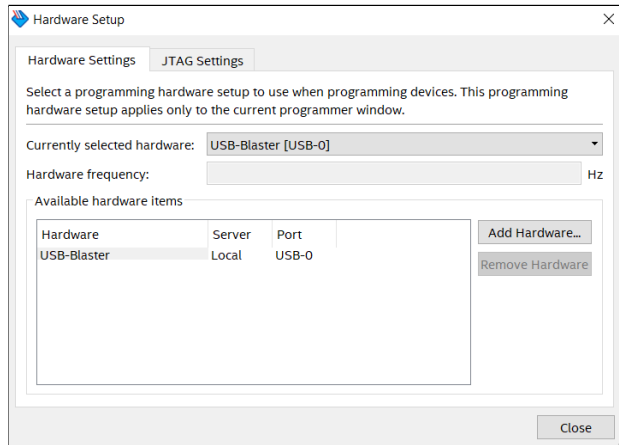 Hardware Setup
Hardware Settings
JTAG Settings
Select a programming hardware setup to use when programming devices. This programming
hardware setup applies only to the current programmer window.
Currently selected hardware: USB-Blaster [USB-0]
Hardware frequency: Hz
Available hardware items
Hardware Server Port
USB-Blaster Local USB-0
Add Hardware...
Remove Hardware
Close